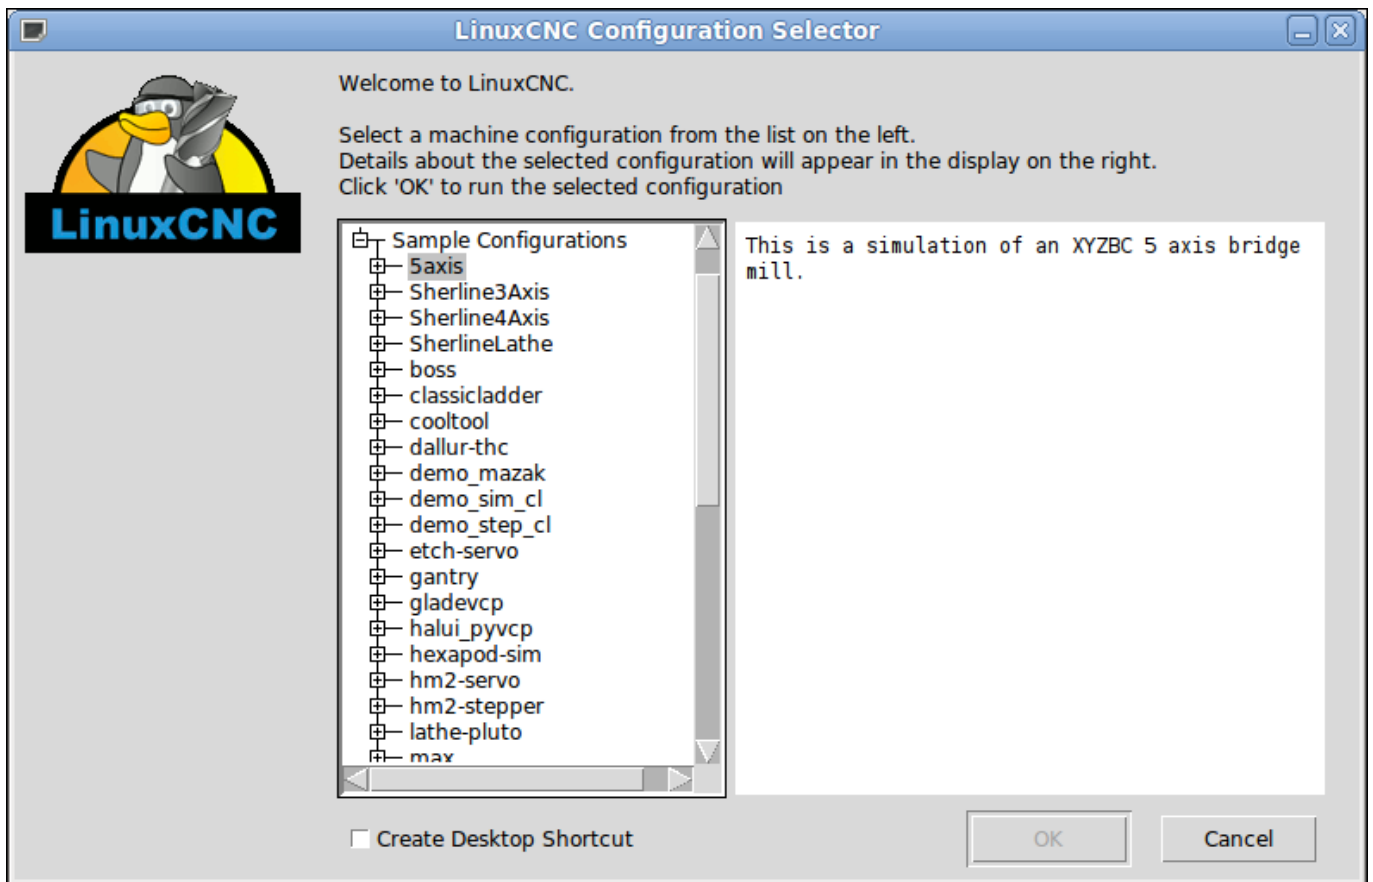 LinuxCNC Configuration Selector
LinuxCNC
Welcome to LinuxCNC.
Select a machine configuration from the list on the left.
Details about the selected configuration will appear in the display on the right.
Click 'OK' to run the selected configuration
Sample Configurations
5axis
Sherline3Axis
Sherline4Axis
SherlineLathe
boss
classicladder
cooltool
dallur-thc
demo_mazak
demo_sim_cl
demo_step_cl
etch-servo
gantry
gladevcp
halui_pyvcp
hexapod-sim
hm2-servo
hm2-stepper
lathe-pluto
max
This is a simulation of an XYZBC 5 axis bridge
mill.
Create Desktop Shortcut
OK
Cancel